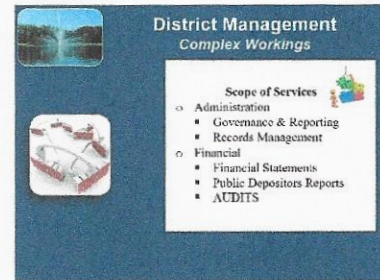 District Management
Complex Workings
Scope of Services
o Administration
▪ Governance & Reporting
▪ Records Management
o Financial
▪ Financial Statements
▪ Public Depositors Reports
▪ AUDITS